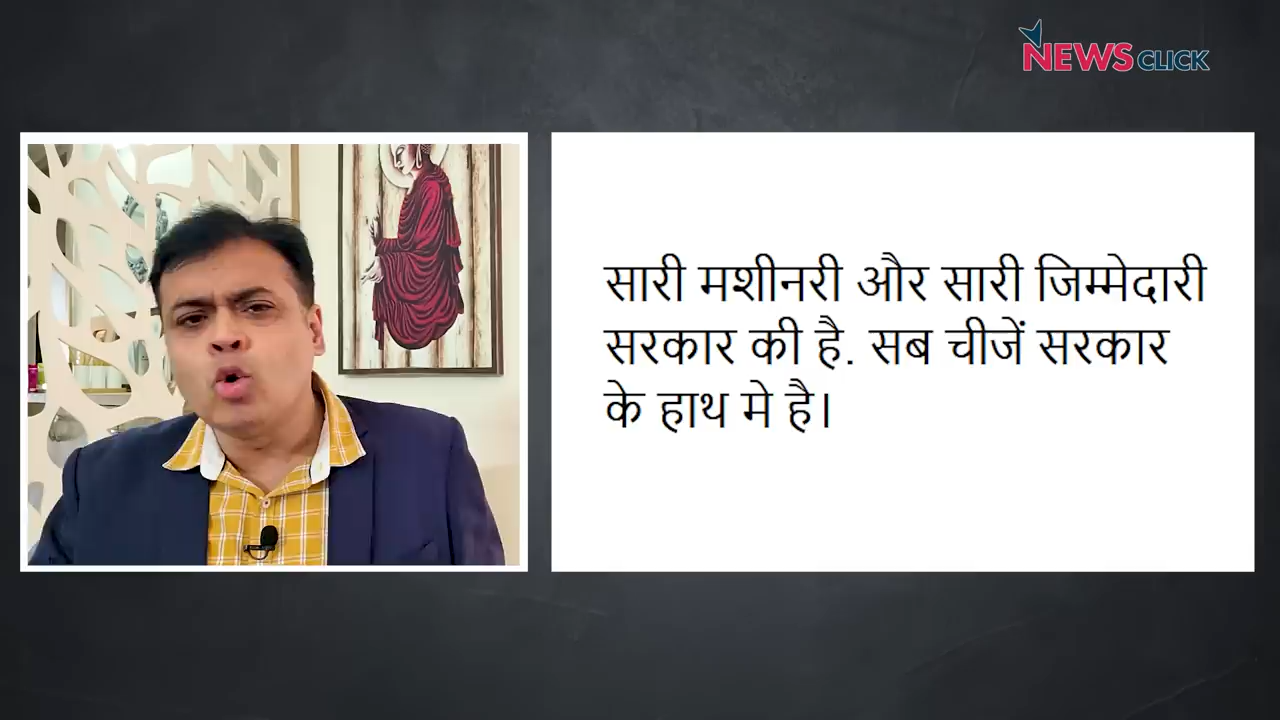 NEWSCLICK
सारी मशीनरी और सारी जिम्मेदारी
सरकार की है. सब चीजें सरकार
के हाथ मे है।